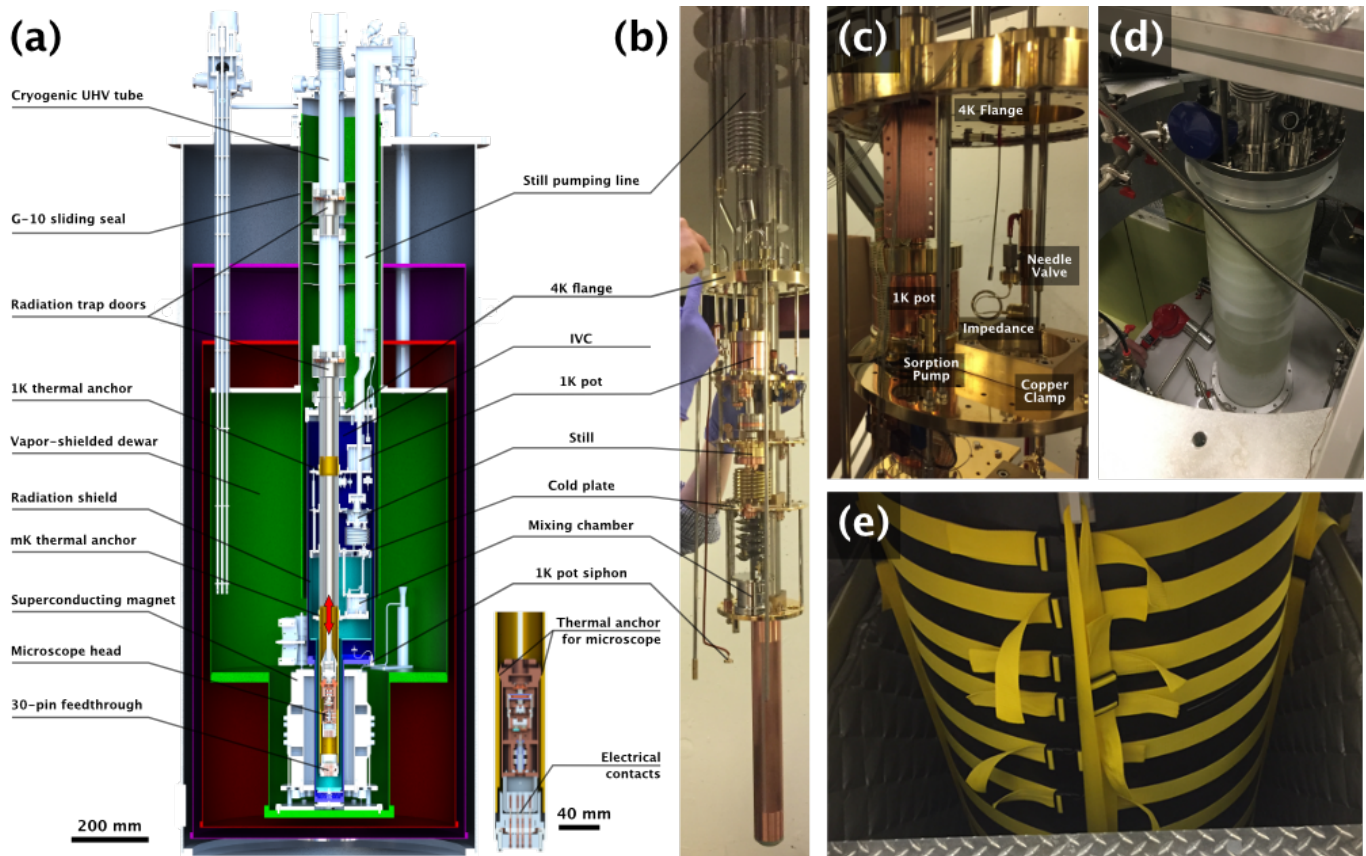 (a)
Cryogenic UHV tube
G-10 sliding seal
Radiation trap doors
1K thermal anchor
Vapor-shielded dewar
Radiation shield
mK thermal anchor
Superconducting magnet
Microscope head
30-pin feedthrough
200 mm
Still pumping line
4K flange
IVC
1K pot
Still
Cold plate
Mixing chamber
1K pot siphon
Thermal anchor
for microscope
Electrical
contacts
40 mm
(b)
(c)
4K Flange
Needle
Valve
1K pot
Impedance
Sorption
Pump
Copper
Clamp
(d)
(e)